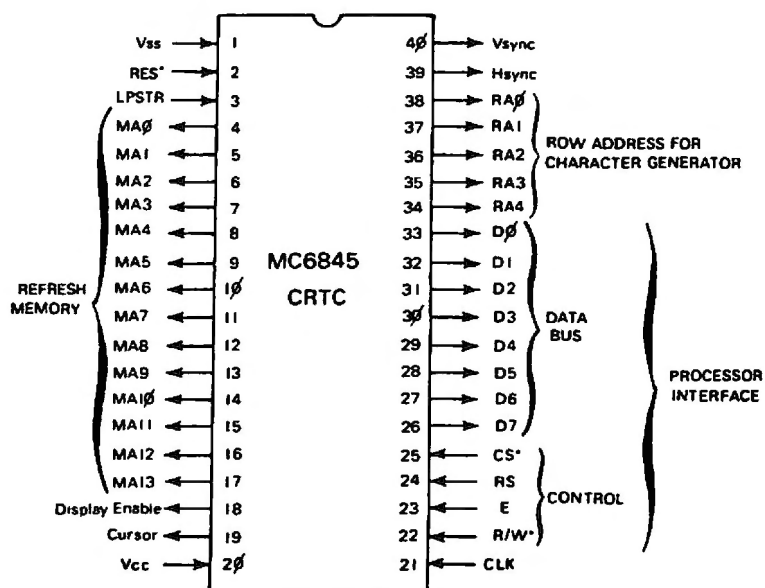 Vss 1
RES* 2
LPSTR 3
MAØ 4
MA1 5
MA2 6
MA3 7
MA4 8
MA5 9
MA6 1Ø
MA7 11
MA8 12
MA9 13
MA1Ø 14
MA11 15
MA12 16
MA13 17
Display Enable 18
Cursor 19
Vcc 2Ø
REFRESH
MEMORY
MC6845
CRTC
4Ø Vsync
39 Hsync
38 RAØ
37 RA1
36 RA2
35 RA3
34 RA4
ROW ADDRESS FOR
CHARACTER GENERATOR
33 DØ
32 D1
31 D2
3Ø D3
29 D4
28 D5
27 D6
26 D7
DATA
BUS
25 CS*
24 RS
23 E
22 R/W*
CONTROL
21 CLK
PROCESSOR
INTERFACE